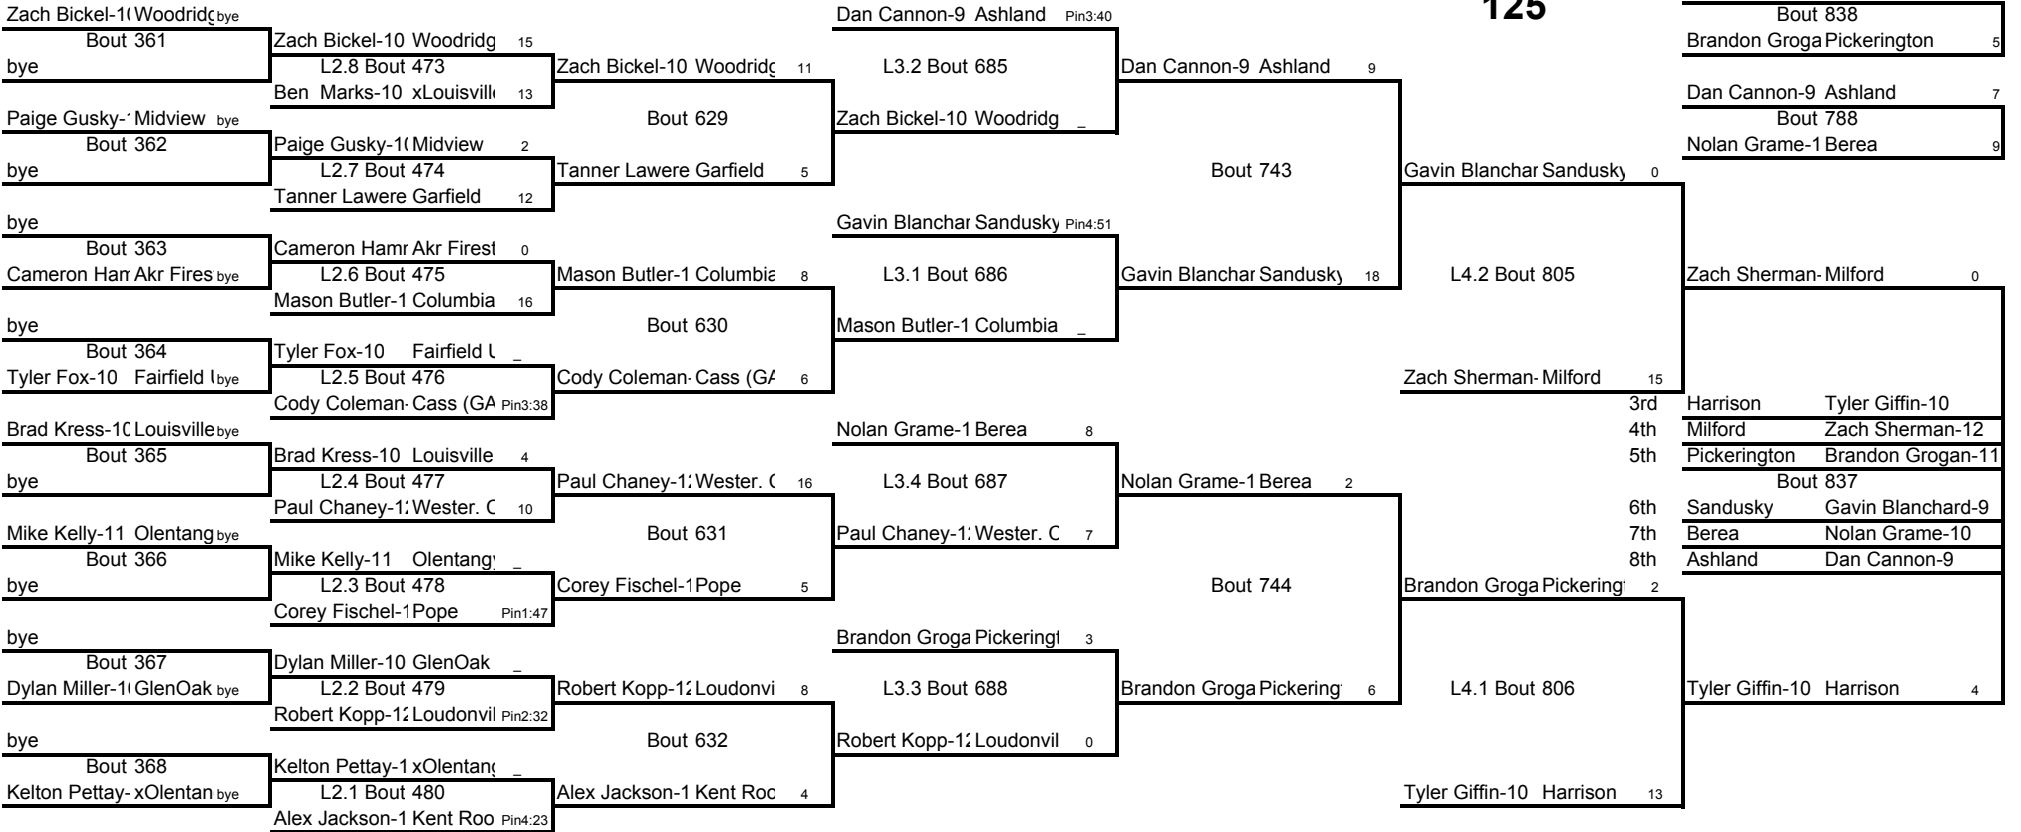 Zach Bickel-1( Woodridg bye
Bout 361
bye
Paige Gusky-1 Midview bye
Bout 362
bye
bye
Bout 363
Cameron Ham Akr Fires bye
bye
Bout 364
Tyler Fox-10 Fairfield bye
Brad Kress-10 Louisville bye
Bout 365
bye
Mike Kelly-11 Olentang bye
Bout 366
bye
bye
Bout 367
Dylan Miller-1( GlenOak bye
bye
Bout 368
Kelton Pettay- xOlentan bye
Zach Bickel-10 Woodridg 15
L2.8 Bout 473
Ben Marks-10 xLouisvill 13
Paige Gusky-1( Midview 2
L2.7 Bout 474
Tanner Lawere Garfield 12
Cameron Hamr Akr Firest 0
L2.6 Bout 475
Mason Butler-1 Columbia 16
Tyler Fox-10 Fairfield _
L2.5 Bout 476
Cody Coleman- Cass (GA Pin3:38
Brad Kress-10 Louisville 4
L2.4 Bout 477
Paul Chaney-1 Wester. C 10
Mike Kelly-11 Olentang _
L2.3 Bout 478
Corey Fischel-1 Pope Pin1:47
Dylan Miller-10 GlenOak _
L2.2 Bout 479
Robert Kopp-12 Loudonvil Pin2:32
Kelton Pettay-1 xOlentang _
L2.1 Bout 480
Alex Jackson-1 Kent Roo Pin4:23
Zach Bickel-10 Woodridg 11
Bout 629
Tanner Lawere Garfield 5
Mason Butler-1 Columbia 8
Bout 630
Cody Coleman- Cass (GA 6
Paul Chaney-1 Wester. C 16
Bout 631
Corey Fischel-1 Pope 5
Robert Kopp-12 Loudonvi 8
Bout 632
Alex Jackson-1 Kent Roo 4
Dan Cannon-9 Ashland Pin3:40
L3.2 Bout 685
Zach Bickel-10 Woodridg _
Gavin Blanchar Sandusky Pin4:51
L3.1 Bout 686
Mason Butler-1 Columbia _
Nolan Grame-1 Berea 8
L3.4 Bout 687
Paul Chaney-1 Wester. C 7
Brandon Groga Pickeringt 3
L3.3 Bout 688
Robert Kopp-12 Loudonvil 0
Dan Cannon-9 Ashland 9
Bout 743
Gavin Blanchar Sandusky 18
Nolan Grame-1 Berea 2
Bout 744
Brandon Groga Pickering 6
125
Gavin Blanchar Sandusky 0
L4.2 Bout 805
Zach Sherman- Milford 15
Brandon Groga Pickeringt 2
L4.1 Bout 806
Tyler Giffin-10 Harrison 13
Bout 838
Brandon Groga Pickerington 5
Dan Cannon-9 Ashland 7
Bout 788
Nolan Grame-1 Berea 9
Zach Sherman- Milford 0
3rd Harrison Tyler Giffin-10
4th Milford Zach Sherman-12
5th Pickerington Brandon Grogan-11
Bout 837
6th Sandusky Gavin Blanchard-9
7th Berea Nolan Grame-10
8th Ashland Dan Cannon-9
Tyler Giffin-10 Harrison 4